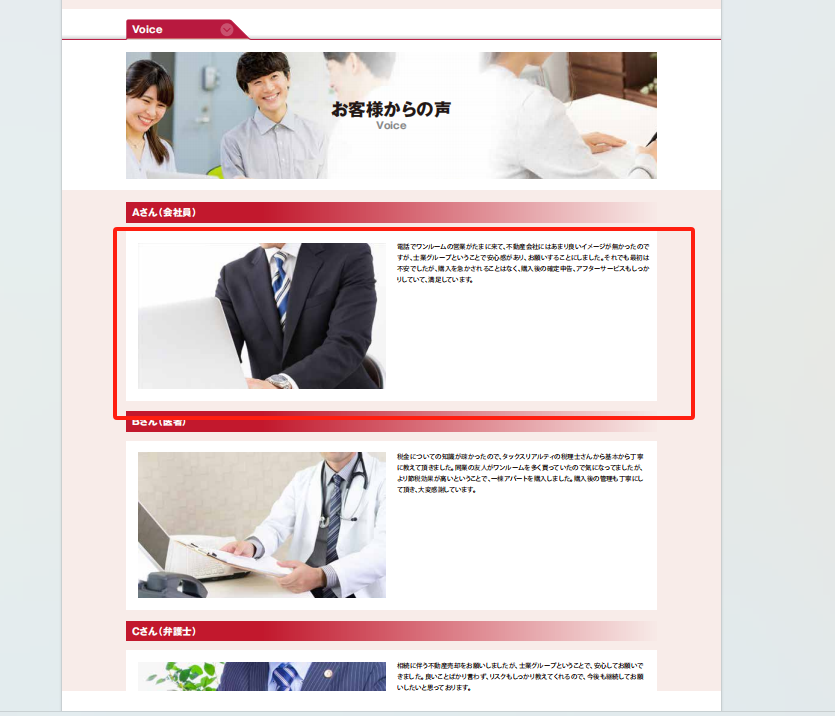 Voice
お客様からの声
Voice
Aさん（会社員）
電話でワンルームの営業がたまに来て、不動産会社にはあまり良いイメージが無かったので
すが、士業グループということで安心感があり、お願いすることにしました。それでも最初は
不安でしたが、購入を急かされることはなく、購入後の確定申告、アフターサービスもしっか
りしていて、満足しています。
Bさん（医者）
税金についての知識が疎かったので、タックスリアルティの税理士さんから基本から丁寧
に教えて頂きました。同業の友人がワンルームを多く買っていたので気になってましたが、
より節税効果が高いということで、一棟アパートを購入しました。購入後の管理も丁寧にし
て頂き、大変感謝しています。
Cさん（弁護士）
相続に伴う不動産売却をお願いしましたが、士業グループということで、安心してお願いで
きました。良いことばかり言わず、リスクもしっかり教えてくれるので、今後も継続してお願
いしたいと思っております。